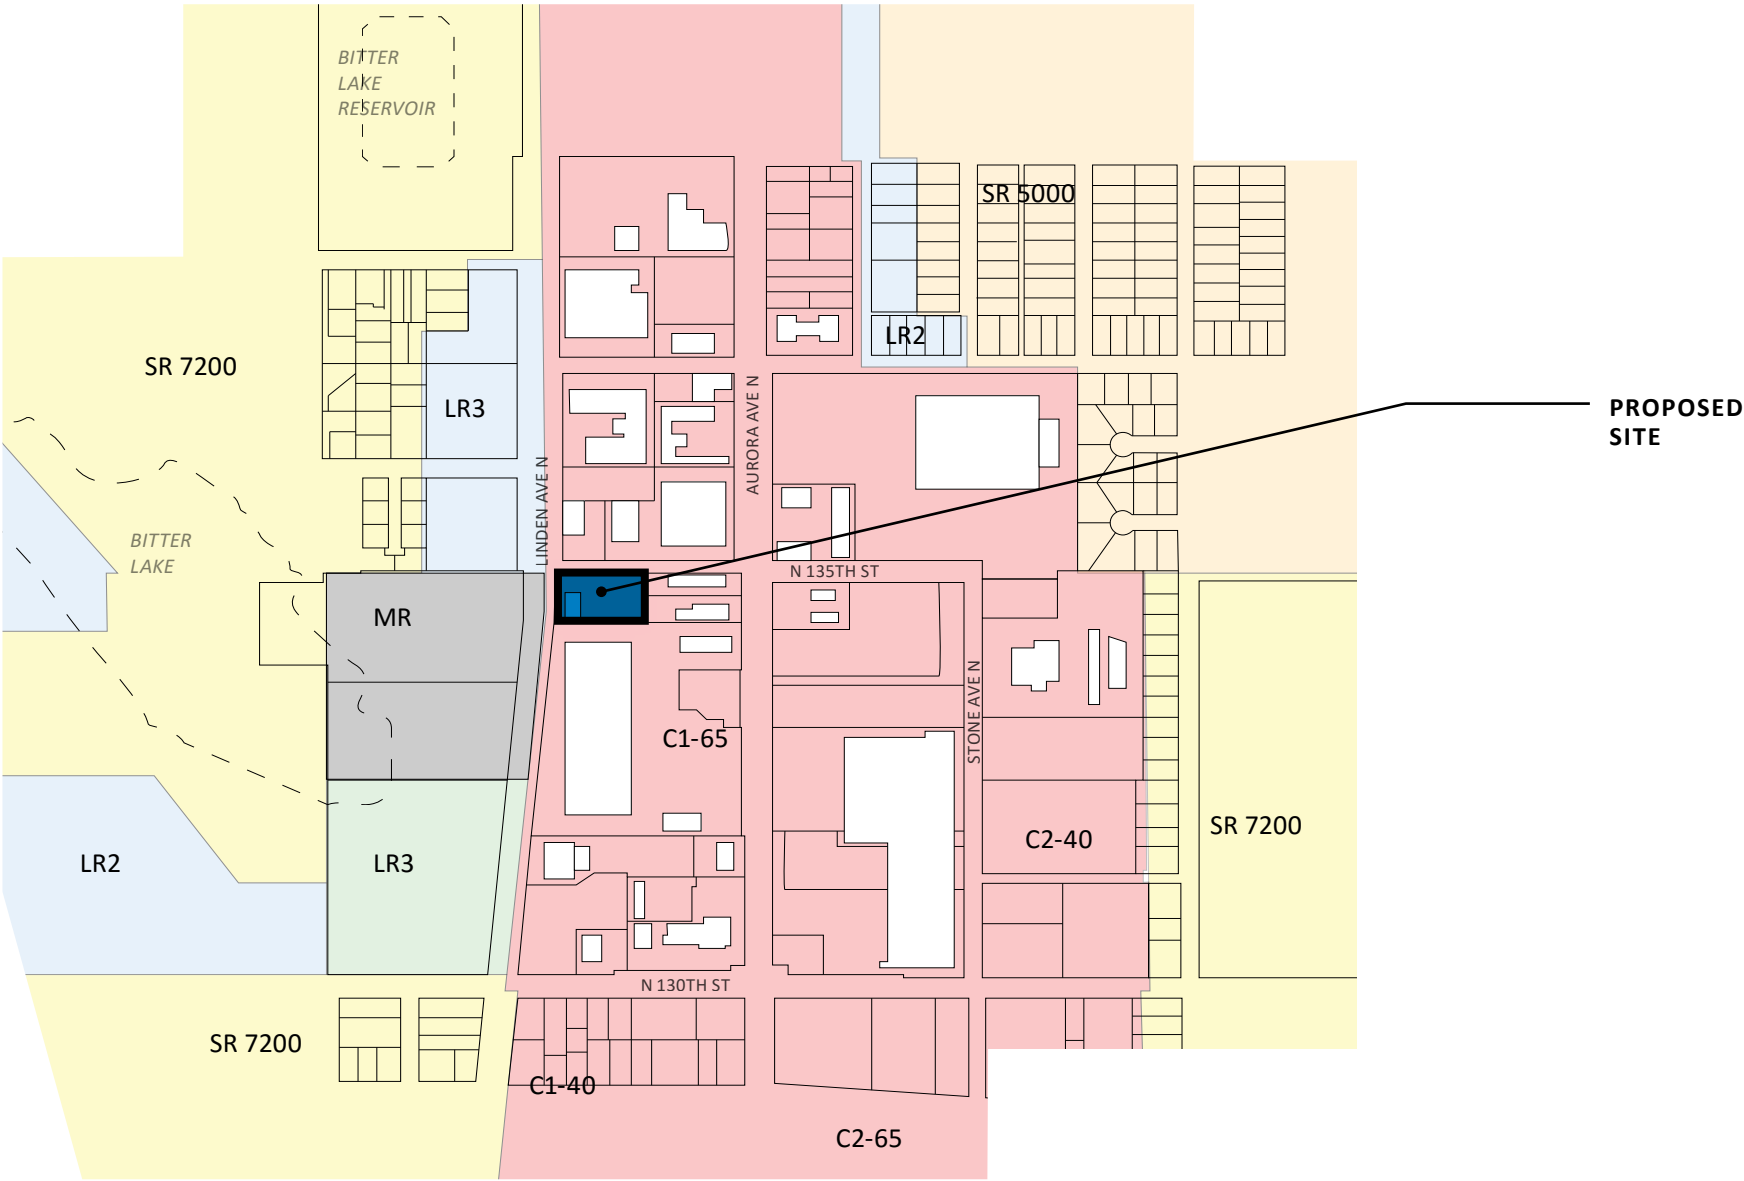 BITTER
LAKE
RESERVOIR
SR 5000
LR2
SR 7200
LR3
AURORA AVE N
PROPOSED
SITE
LINDEN AVE N
BITTER
LAKE
N 135TH ST
MR
STONE AVE N
C1-65
C2-40
SR 7200
LR2
LR3
N 130TH ST
SR 7200
C1-40
C2-65